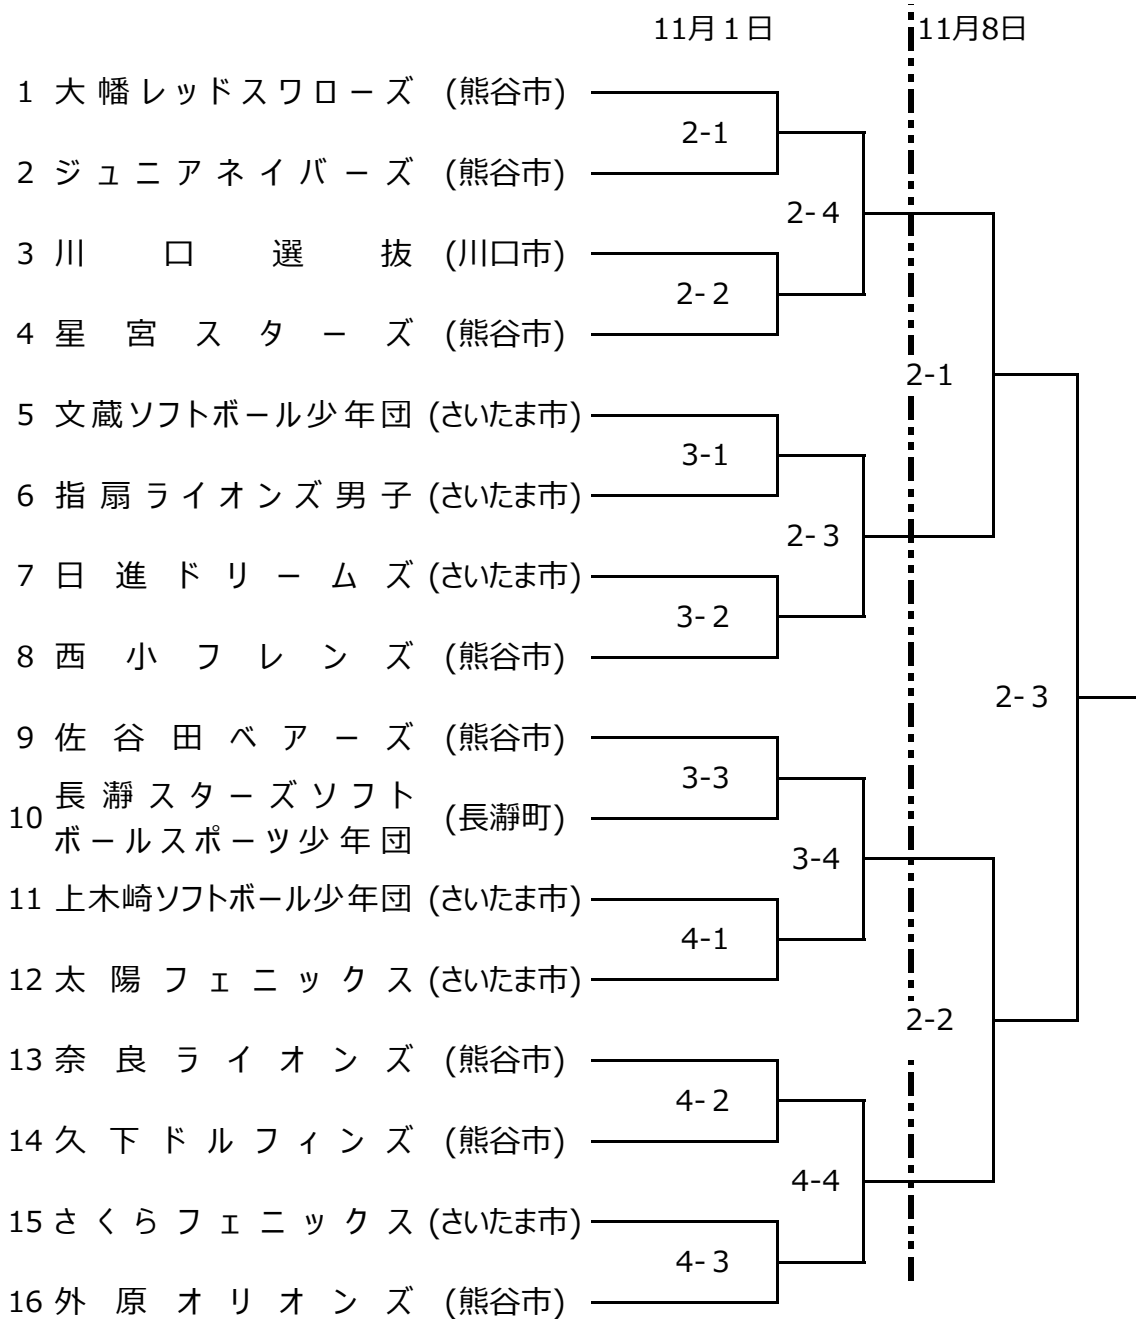 11月１日 11月8日
1 大幡レッドスワローズ (熊谷市)
2-1
2 ジュニアネイバーズ (熊谷市)
2-４
3 川口選抜 (川口市)
2-２
4 星宮スターズ (熊谷市)
2-1
5 文蔵ソフトボール少年団 (さいたま市)
3-1
6 指扇ライオンズ男子 (さいたま市)
2-３
7 日進ドリームズ (さいたま市)
3-２
8 西小フレンズ (熊谷市)
2-３
9 佐谷田ベアーズ (熊谷市)
3-3
10 長瀞スターズソフト
ボールスポーツ少年団 (長瀞町)
3-4
11 上木崎ソフトボール少年団 (さいたま市)
4-1
12 太陽フェニックス (さいたま市)
2-2
13 奈良ライオンズ (熊谷市)
4-２
14 久下ドルフィンズ (熊谷市)
4-4
15 さくらフェニックス (さいたま市)
4-３
16 外原オリオンズ (熊谷市)